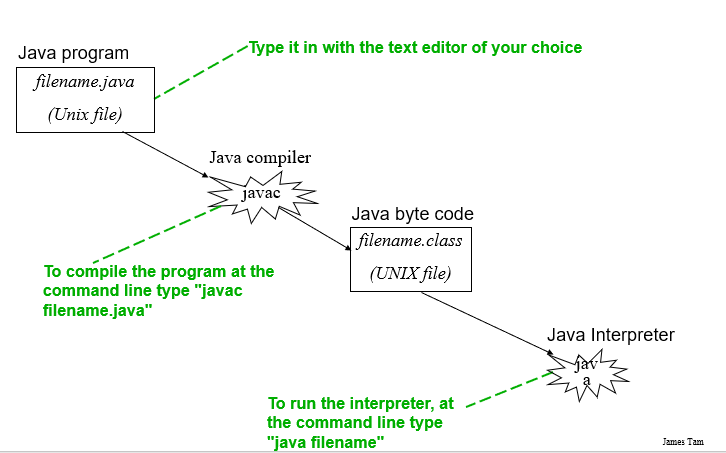 Type it in with the text editor of your choice
Java program
filename.java
(Unix file)
Java compiler
javac
Java byte code
filename.class
(UNIX file)
To compile the program at the
command line type "javac
filename.java"
Java Interpreter
jav
a
To run the interpreter, at
the command line type
"java filename"
James Tam